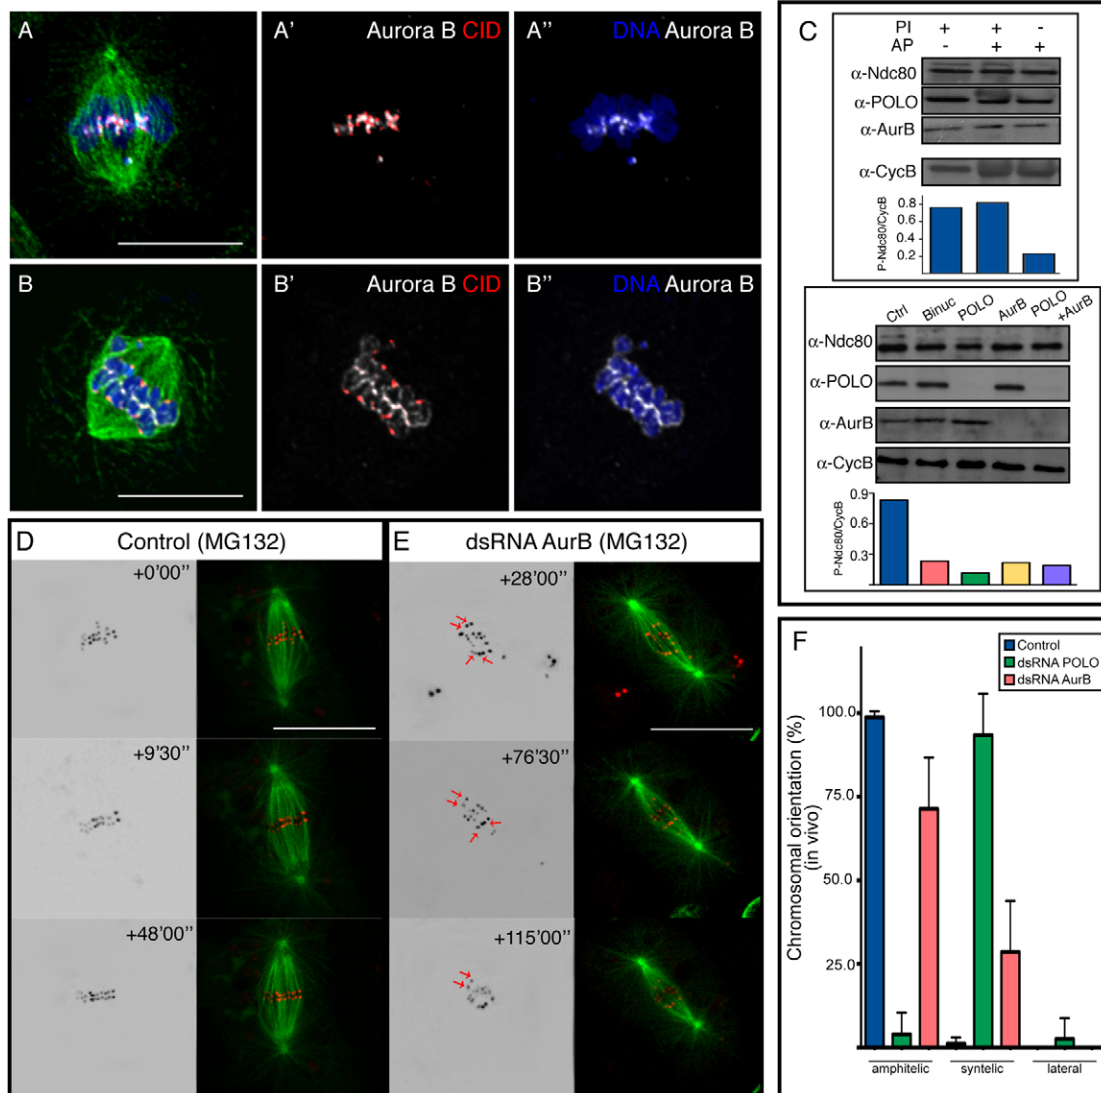 A
A' Aurora B CID
A'' DNA Aurora B
B
B' Aurora B CID
B'' DNA Aurora B
C
PI + + -
AP - + +
α-Ndc80
α-POLO
α-AurB
α-CycB
P-Ndc80/CycB
0.8
0.6
0.4
0.2
Ctrl Binuc POLO AurB POLO +AurB
α-Ndc80
α-POLO
α-AurB
α-CycB
P-Ndc80/CycB
0.9
0.6
0.3
D Control (MG132)
+0'00''
+9'30''
+48'00''
E dsRNA AurB (MG132)
+28'00''
+76'30''
+115'00''
F
Control
dsRNA POLO
dsRNA AurB
Chromosomal orientation (%)
(in vivo)
100.0
75.0
50.0
25.0
amphitelic syntelic lateral